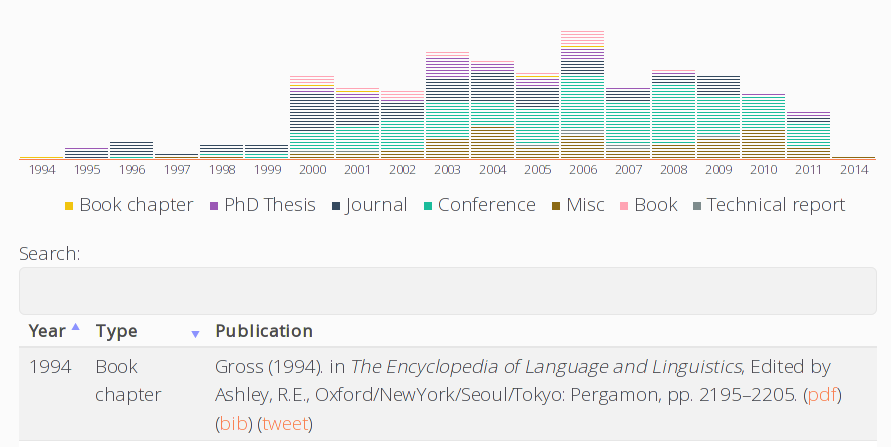 1994 1995 1996 1997 1998 1999 2000 2001 2002 2003 2004 2005 2006 2007 2008 2009 2010 2011 2014
Book chapter PhD Thesis Journal Conference Misc Book Technical report
Search:
Year Type Publication
1994 Book chapter Gross (1994). in The Encyclopedia of Language and Linguistics, Edited by
Ashley, R.E., Oxford/NewYork/Seoul/Tokyo: Pergamon, pp. 2195–2205. (pdf)
(bib) (tweet)